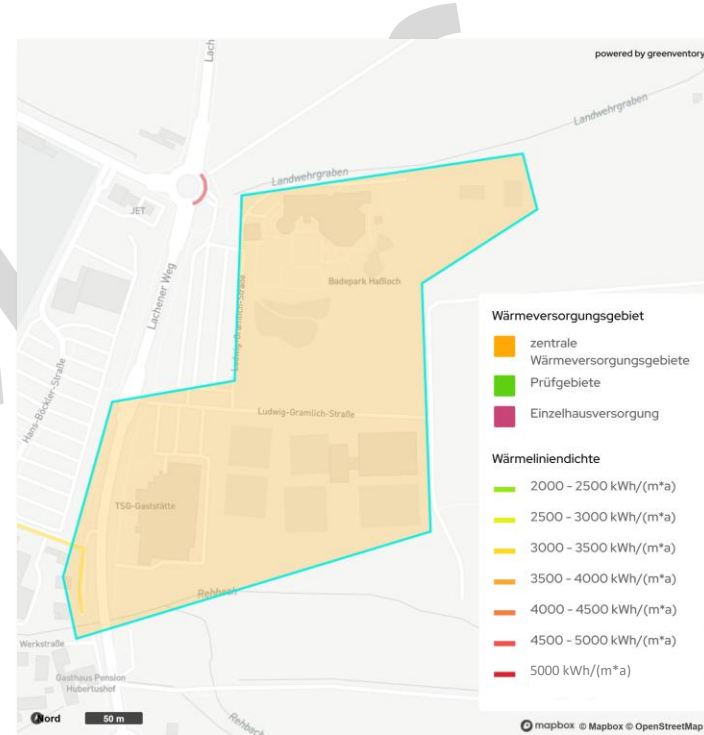 powered by greenventory
Lach
Landwehrgraben
Landwehrgraben
JET
Badepark Haßloch
Lachener Weg
Ludwig-Gramlich-Straße
Hans-Böckler-Straße
Ludwig-Gramlich-Straße
TSG-Gaststätte
Rehbach
Werkstraße
Gasthaus Pension
Hubertushof
Rehbach
Wärmeversorgungsgebiet
zentrale
Wärmeversorgungsgebiete
Prüfgebiete
Einzelhausversorgung
Wärmeliniendichte
2000 - 2500 kWh/(m*a)
2500 - 3000 kWh/(m*a)
3000 - 3500 kWh/(m*a)
3500 - 4000 kWh/(m*a)
4000 - 4500 kWh/(m*a)
4500 - 5000 kWh/(m*a)
5000 kWh/(m*a)
Nord
50 m
mapbox © Mapbox © OpenStreetMap